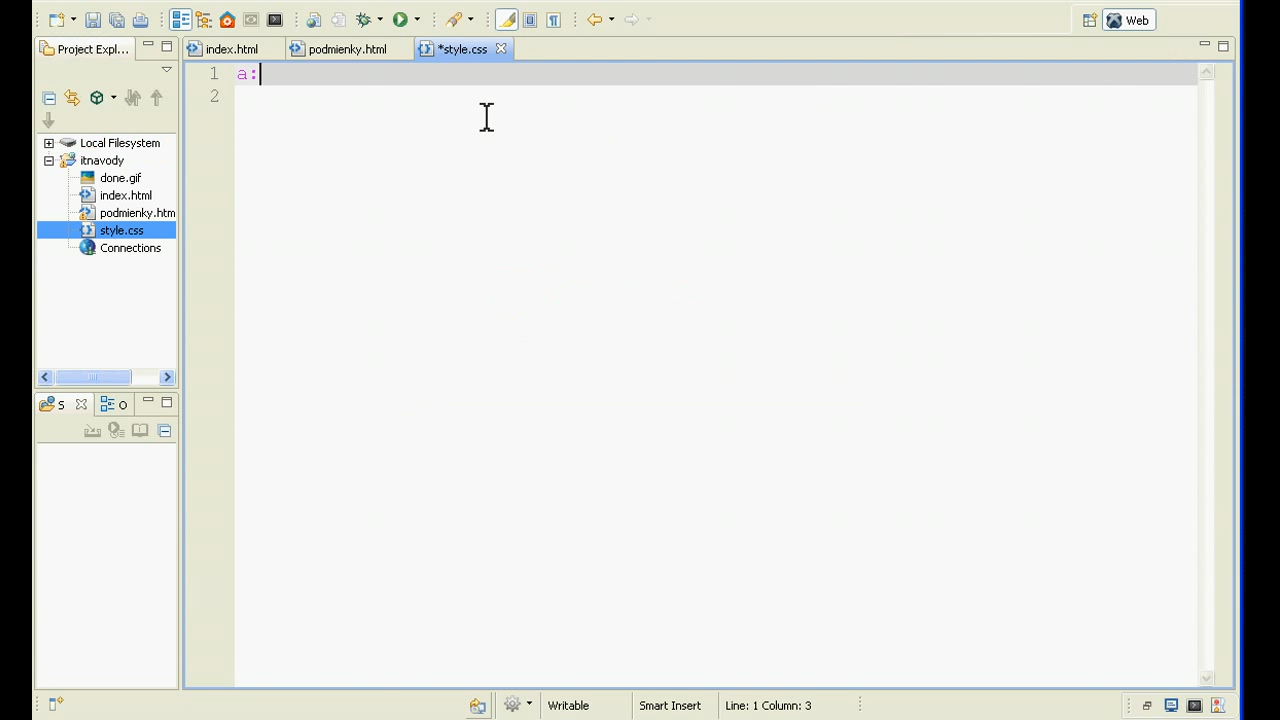 Web
Project Expl...
index.html
podmienky.html
*style.css
1 a:
2
Local Filesystem
itnavody
done.gif
index.html
podmienky.htm
style.css
Connections
S
O
Writable
Smart Insert
Line: 1 Column: 3